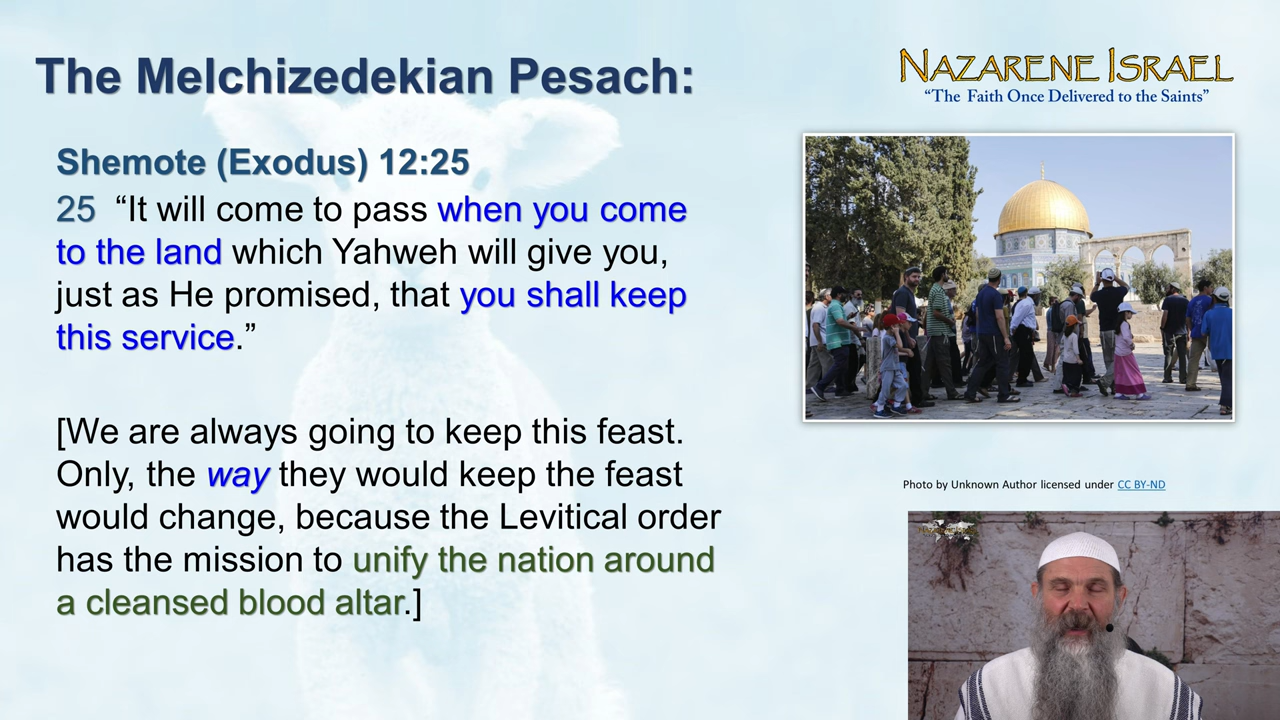 The Melchizedekian Pesach:
Shemote (Exodus) 12:25
25 “It will come to pass when you come
to the land which Yahweh will give you,
just as He promised, that you shall keep
this service.”
[We are always going to keep this feast.
Only, the way they would keep the feast
would change, because the Levitical order
has the mission to unify the nation around
a cleansed blood altar.]
NAZARENE ISRAEL
“The Faith Once Delivered to the Saints”
Photo by Unknown Author licensed under CC BY-ND